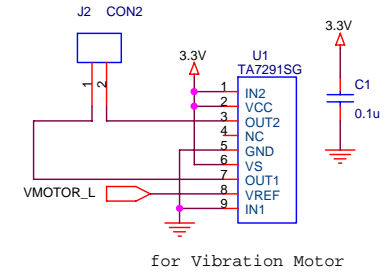 J2 CON2
1
2
3.3V
U1
TA7291SG
1 IN2
2 VCC
3 OUT2
4 NC
5 GND
6 VS
7 OUT1
8 VREF
9 IN1
VMOTOR_L
3.3V
C1
0.1u
for Vibration Motor